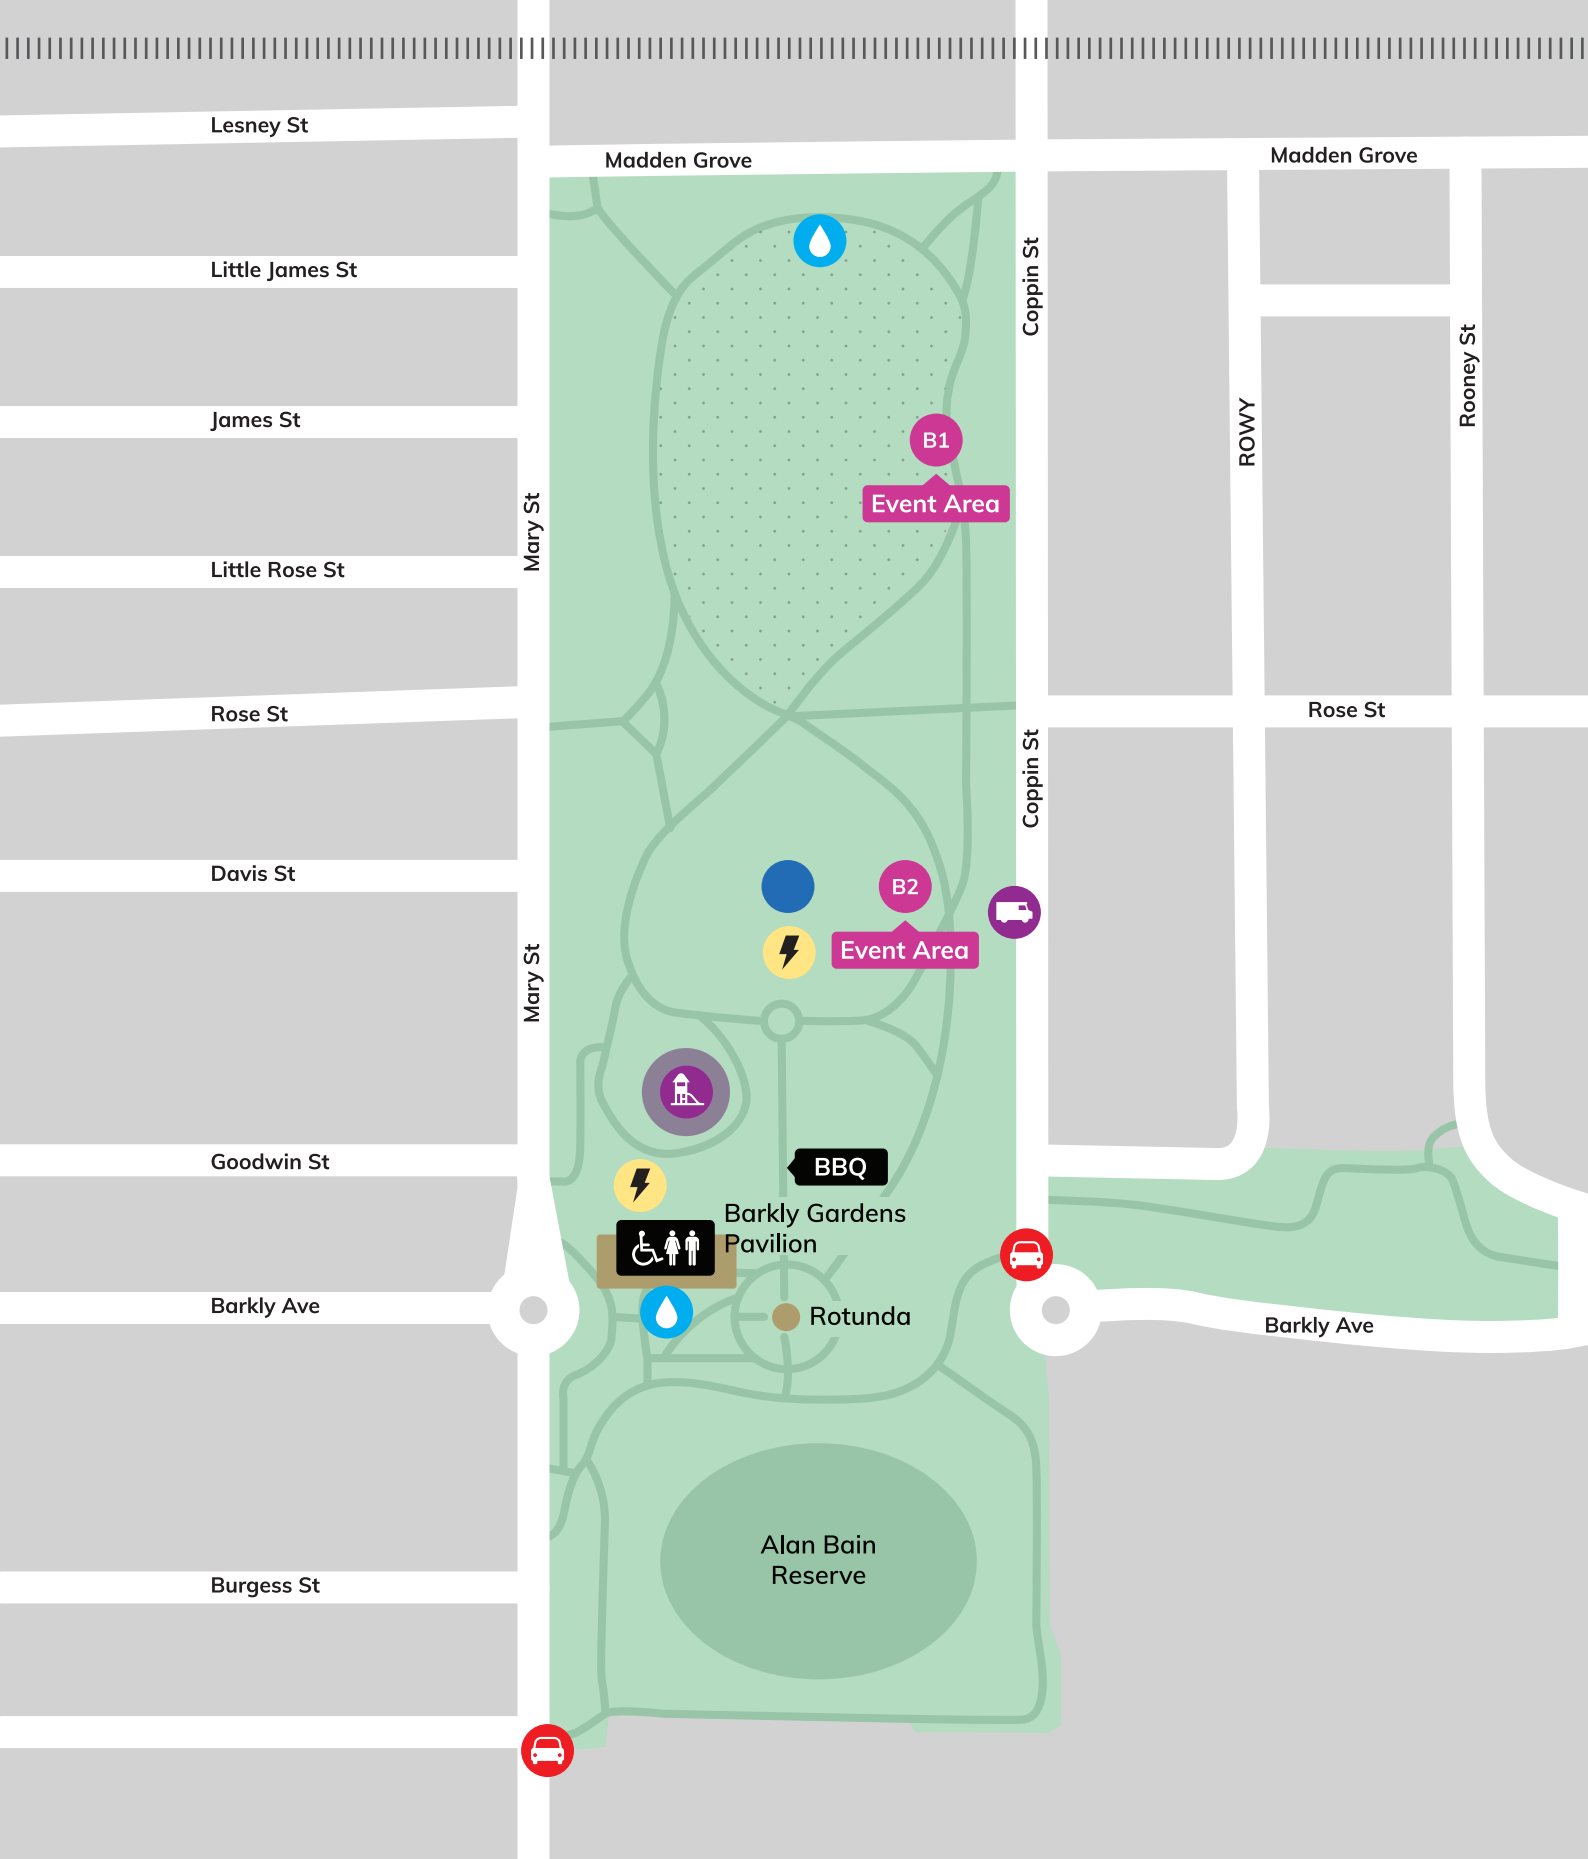 Lesney St
Madden Grove
Madden Grove
Little James St
Coppin St
James St
Rooney St
ROWY
B1
Event Area
Mary St
Little Rose St
Rose St
Rose St
Coppin St
Davis St
B2
Event Area
Mary St
Goodwin St
BBQ
Barkly Gardens
Pavilion
Barkly Ave
Rotunda
Barkly Ave
Alan Bain
Reserve
Burgess St